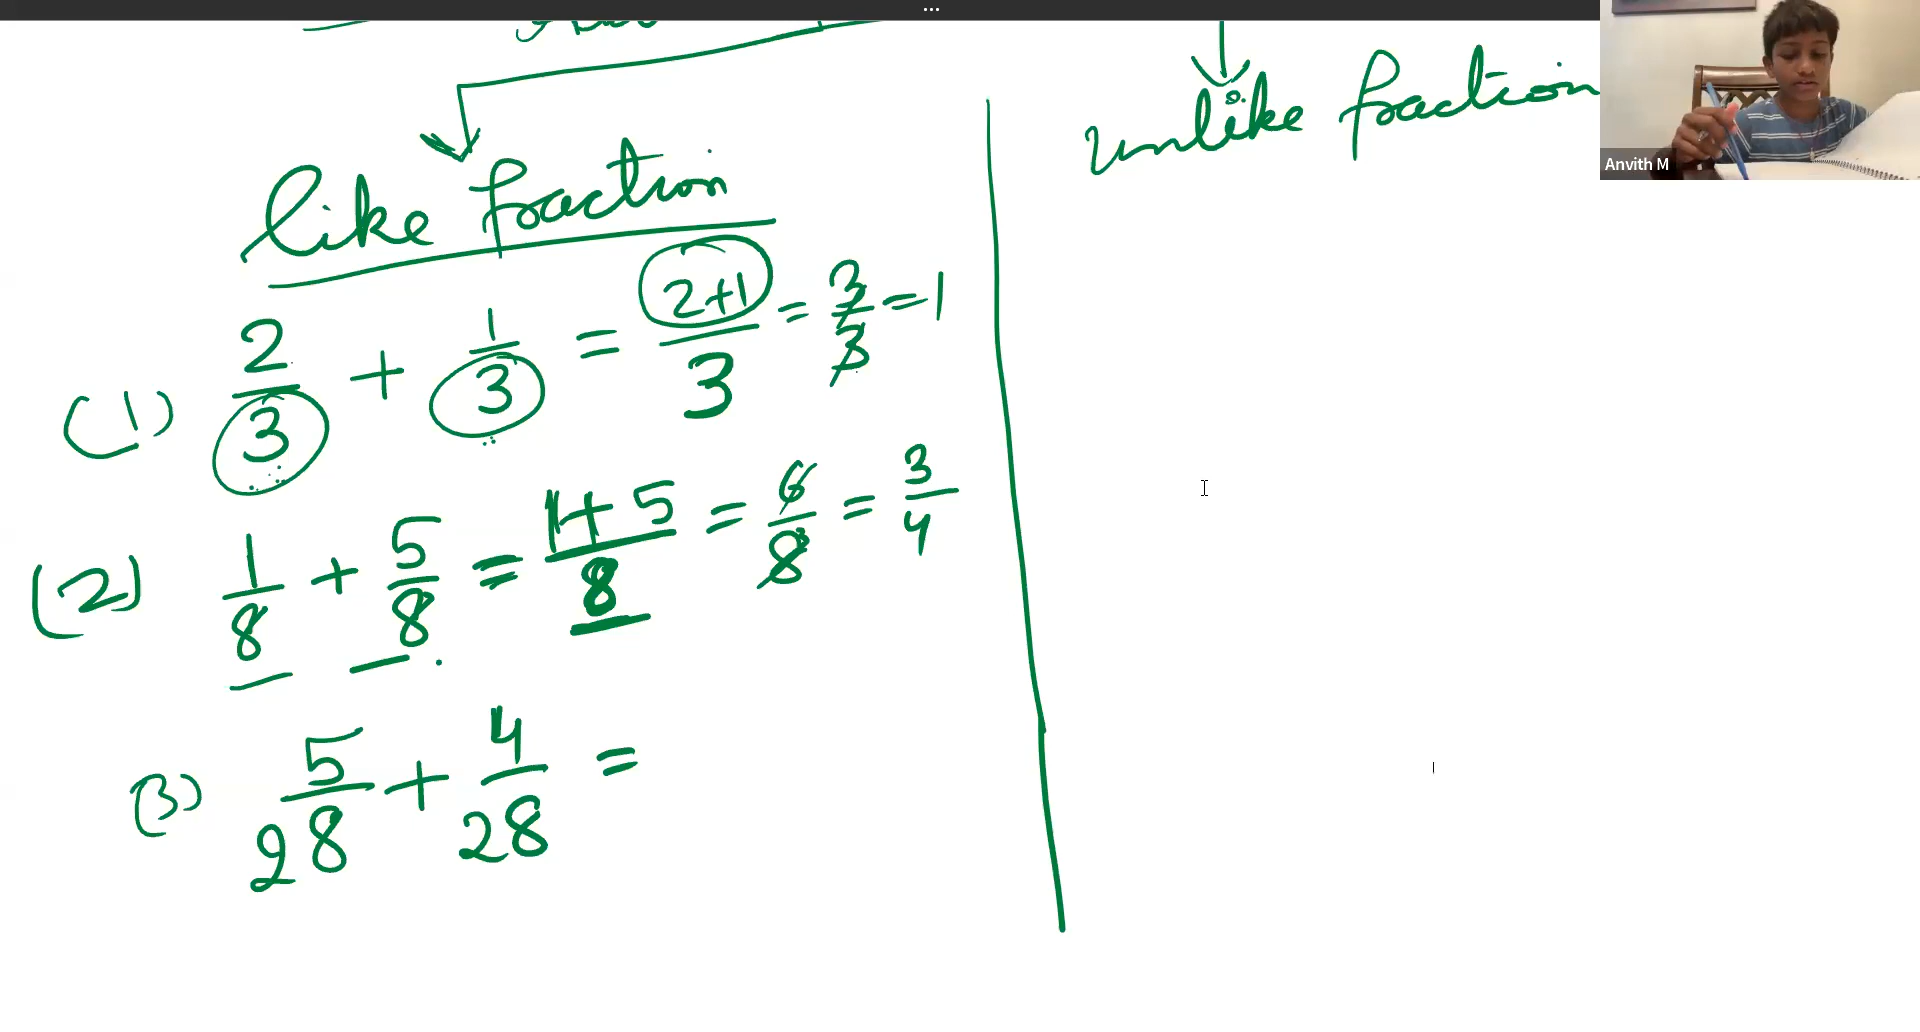 like fraction
unlike fraction
(1) 2/3 + 1/3 = 2+1/3 = 3/3 = 1
(2) 1/8 + 5/8 = 1+5/8 = 6/8 = 3/4
(3) 5/28 + 4/28 =
Anvith M